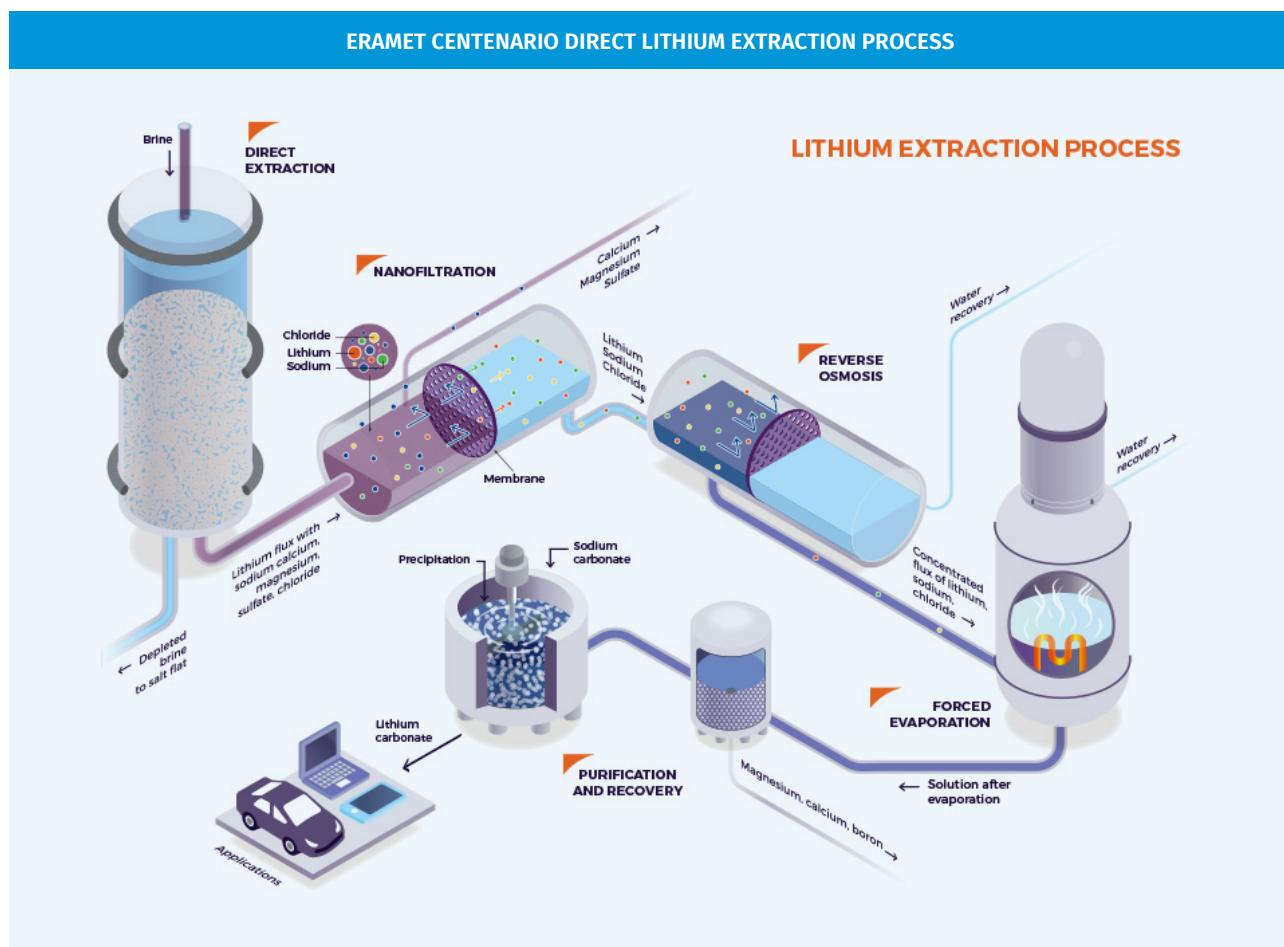 ERAMET CENTENARIO DIRECT LITHIUM EXTRACTION PROCESS
LITHIUM EXTRACTION PROCESS
Brine
DIRECT
EXTRACTION
NANOFILTRATION
Calcium
Magnesium
Sulfate
Chloride
Lithium
Sodium
Membrane
Lithium
Sodium
Chloride
REVERSE
OSMOSIS
Water
recovery
Water
recovery
Lithium flux with
sodium calcium,
magnesium,
sulfate, chloride
Depleted
brine
to salt flat
Precipitation
Sodium
carbonate
Concentrated
flux of lithium,
sodium,
chloride
FORCED
EVAPORATION
Solution after
evaporation
Magnesium, calcium, boron
PURIFICATION
AND RECOVERY
Lithium
carbonate
Applications